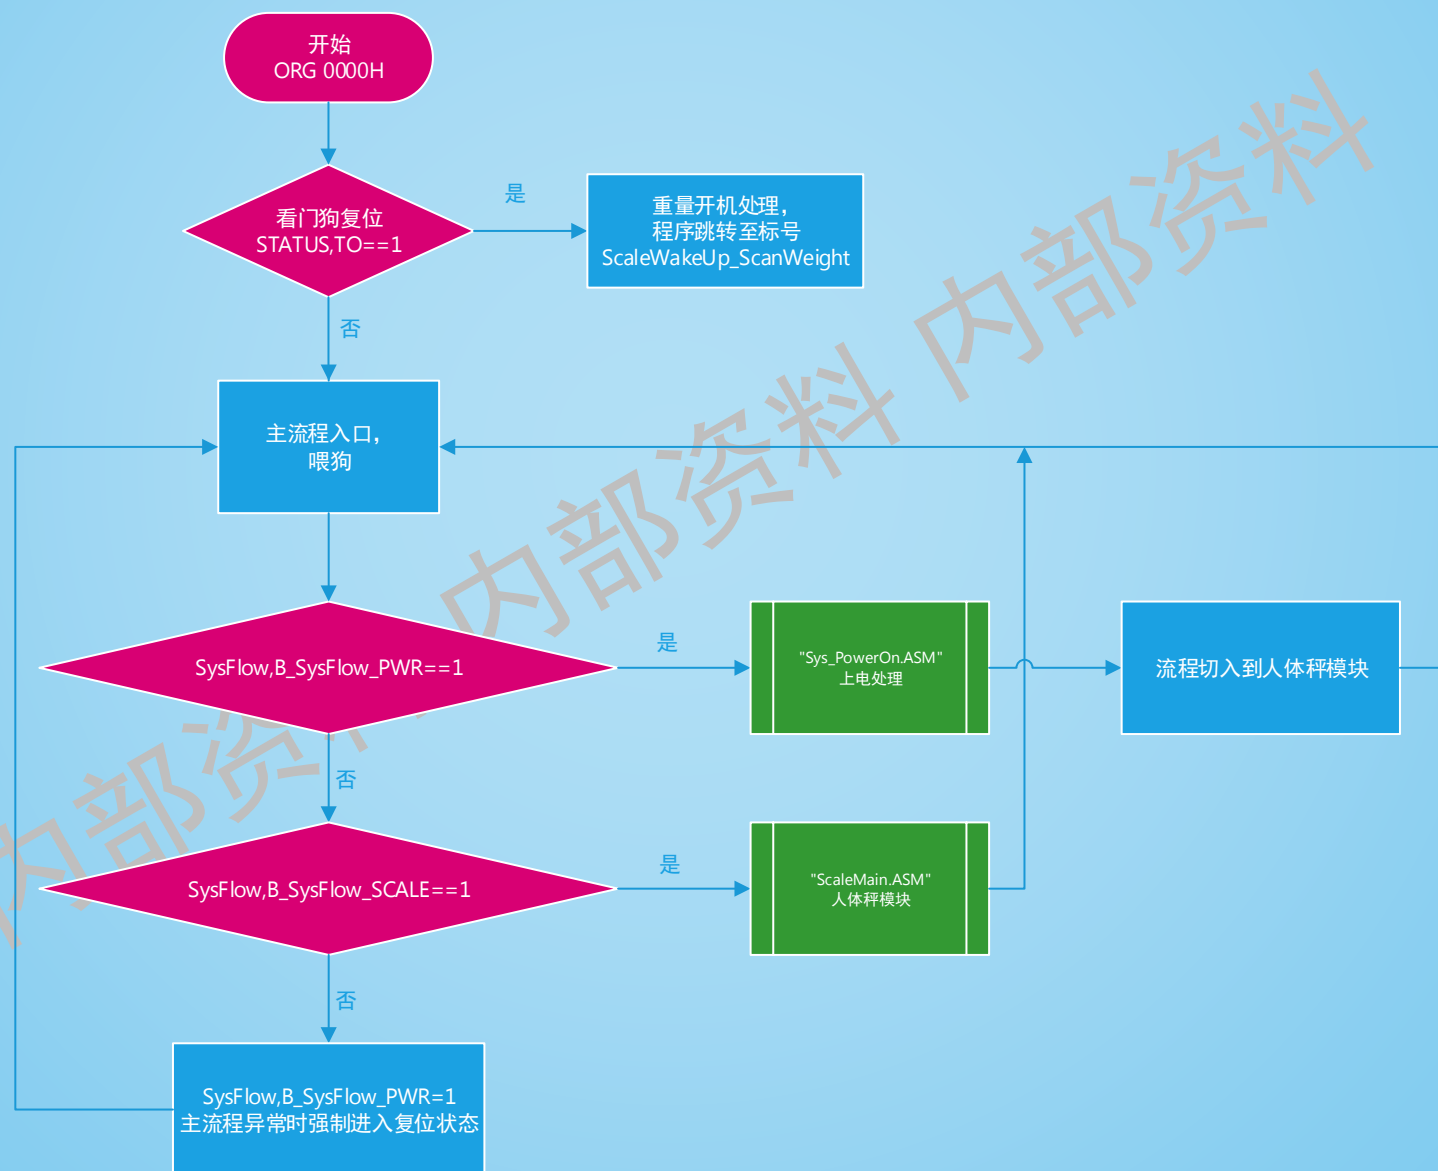 开始
ORG 0000H
看门狗复位
STATUS,TO==1
是
重量开机处理，
程序跳转至标号
ScaleWakeUp_ScanWeight
否
主流程入口，
喂狗
SysFlow,B_SysFlow_PWR==1
是
"Sys_PowerOn.ASM"
上电处理
流程切入到人体秤模块
否
SysFlow,B_SysFlow_SCALE==1
是
"ScaleMain.ASM"
人体秤模块
否
SysFlow,B_SysFlow_PWR=1
主流程异常时强制进入复位状态
内部资料 内部资料 内部资料